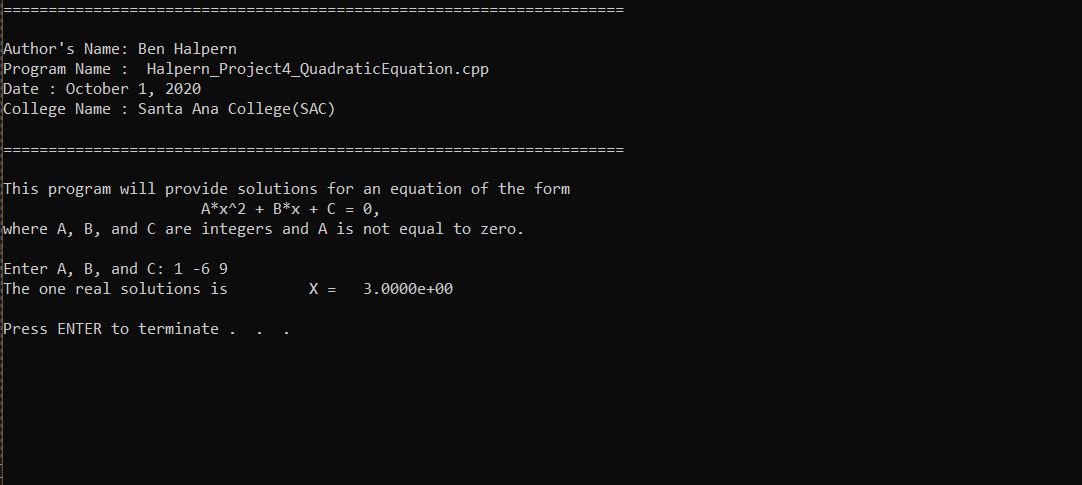 =====================================================================
Author's Name: Ben Halpern
Program Name :  Halpern_Project4_QuadraticEquation.cpp
Date : October 1, 2020
College Name : Santa Ana College(SAC)
=====================================================================
This program will provide solutions for an equation of the form
A*x^2 + B*x + C = 0,
where A, B, and C are integers and A is not equal to zero.
Enter A, B, and C: 1 -6 9
The one real solutions is         X =   3.0000e+00
Press ENTER to terminate .  .  .